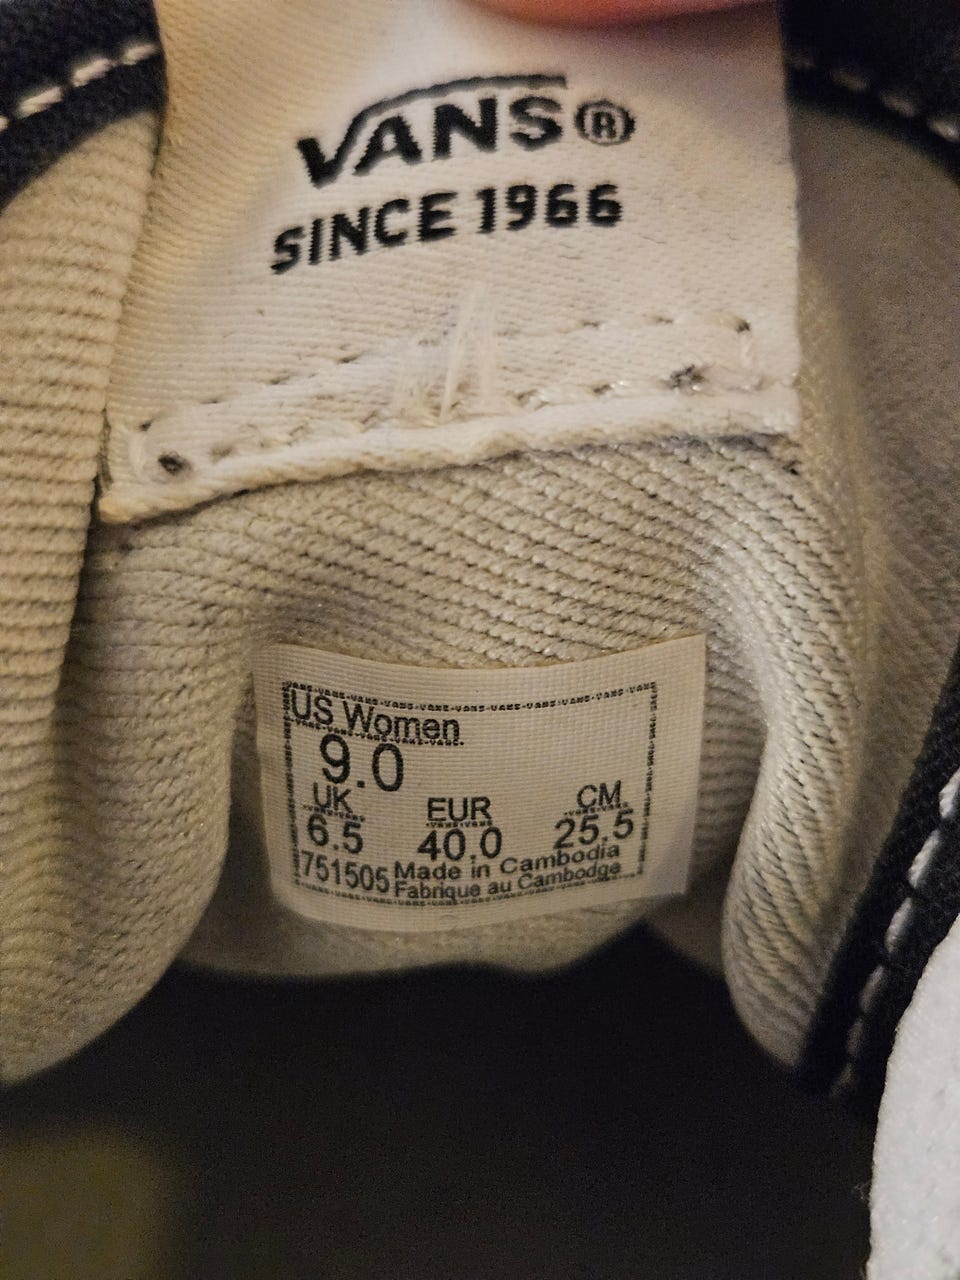 VANS®
SINCE 1966
US Women
9.0
UK EUR CM
6.5 40.0 25.5
751505 Made in Cambodia
Fabrique au Cambodge